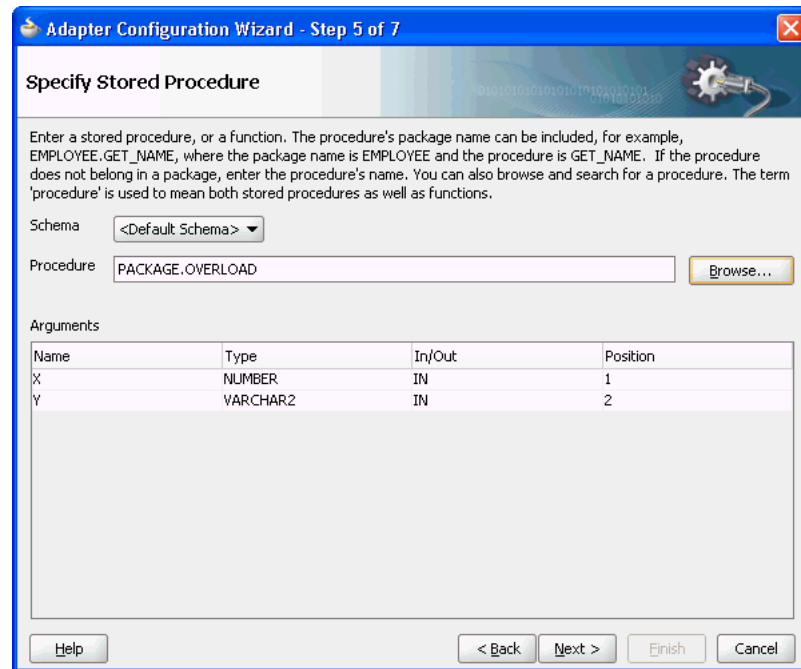 Adapter Configuration Wizard - Step 5 of 7
Specify Stored Procedure
Enter a stored procedure, or a function. The procedure's package name can be included, for example,
EMPLOYEE.GET_NAME, where the package name is EMPLOYEE and the procedure is GET_NAME. If the procedure
does not belong in a package, enter the procedure's name. You can also browse and search for a procedure. The term
'procedure' is used to mean both stored procedures as well as functions.
Schema <Default Schema>
Procedure PACKAGE.OVERLOAD Browse...
Arguments
Name Type In/Out Position
X NUMBER IN 1
Y VARCHAR2 IN 2
Help < Back Next > Finish Cancel